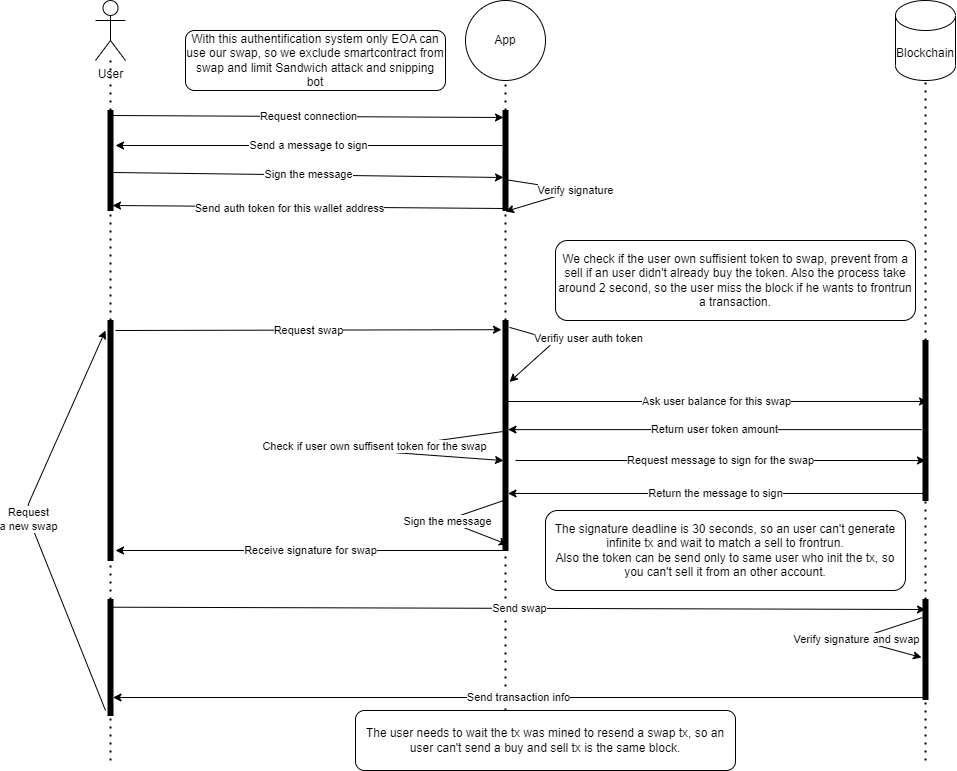 With this authentification system only EOA can
use our swap, so we exclude smartcontract from
swap and limit Sandwich attack and snipping
bot
App
Blockchain
User
Request connection
Send a message to sign
Sign the message
Verify signature
Send auth token for this wallet address
We check if the user own suffisient token to swap, prevent from a
sell if an user didn't already buy the token. Also the process take
around 2 second, so the user miss the block if he wants to frontrun
a transaction.
Request swap
Verifiy user auth token
Ask user balance for this swap
Return user token amount
Check if user own suffisent token for the swap
Request message to sign for the swap
Return the message to sign
Request
a new swap
Sign the message
The signature deadline is 30 seconds, so an user can't generate
infinite tx and wait to match a sell to frontrun.
Also the token can be send only to same user who init the tx, so
you can't sell it from an other account.
Receive signature for swap
Send swap
Verify signature and swap
Send transaction info
The user needs to wait the tx was mined to resend a swap tx, so an
user can't send a buy and sell tx is the same block.